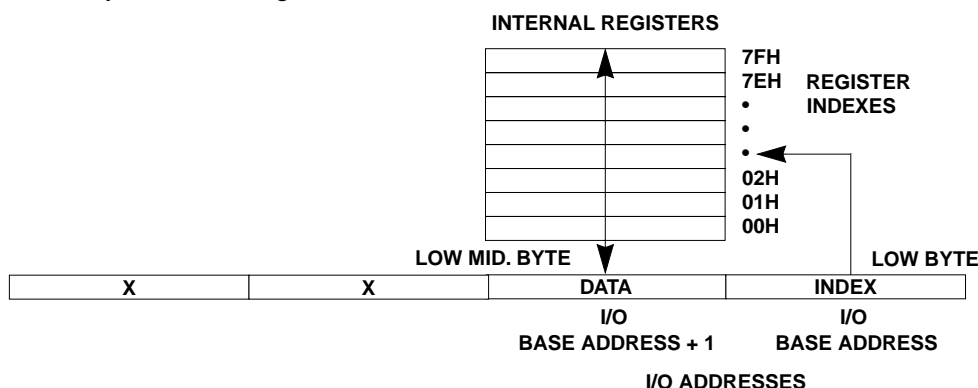 INTERNAL REGISTERS
7FH
7EH REGISTER
• INDEXES
•
•
02H
01H
00H
LOW MID. BYTE LOW BYTE
X X DATA INDEX
I/O I/O
BASE ADDRESS + 1 BASE ADDRESS
I/O ADDRESSES